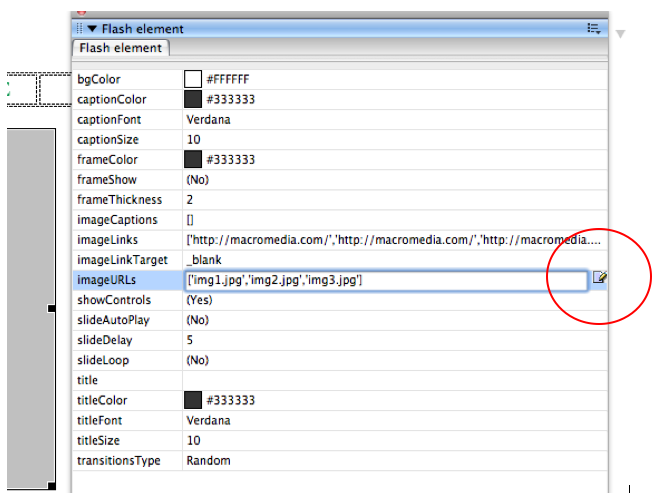 Flash element
Flash element
bgColor #FFFFFF
captionColor #333333
captionFont Verdana
captionSize 10
frameColor #333333
frameShow (No)
frameThickness 2
imageCaptions []
imageLinks ['http://macromedia.com/','http://macromedia.com/','http://macromedia....
imageLinkTarget _blank
imageURLs ['img1.jpg','img2.jpg','img3.jpg']
showControls (Yes)
slideAutoPlay (No)
slideDelay 5
slideLoop (No)
title
titleColor #333333
titleFont Verdana
titleSize 10
transitionsType Random